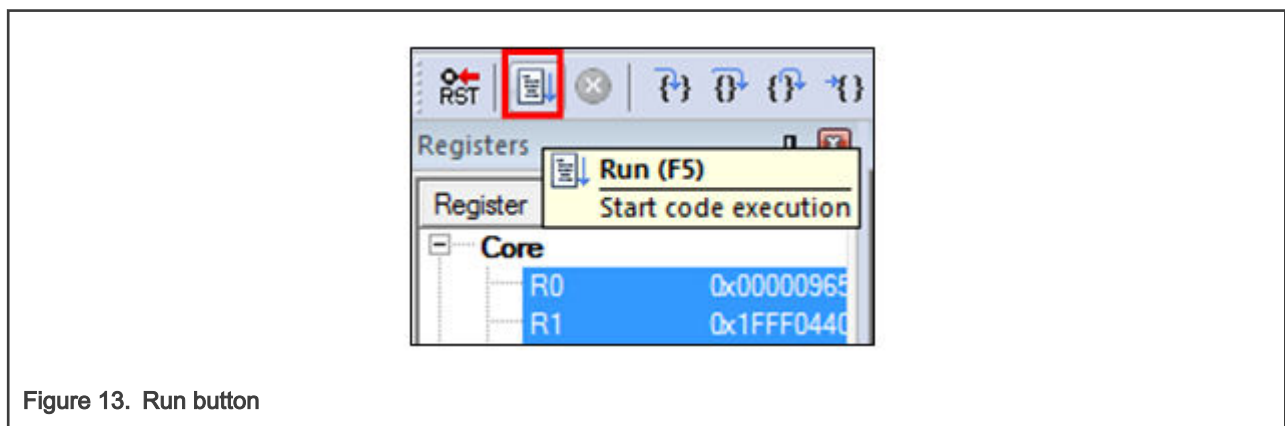 RST
{} {} {} {}
Registers
Run (F5)
Register
Start code execution
Core
R0 0x00000965
R1 0x1FFF0440
Figure 13. Run button